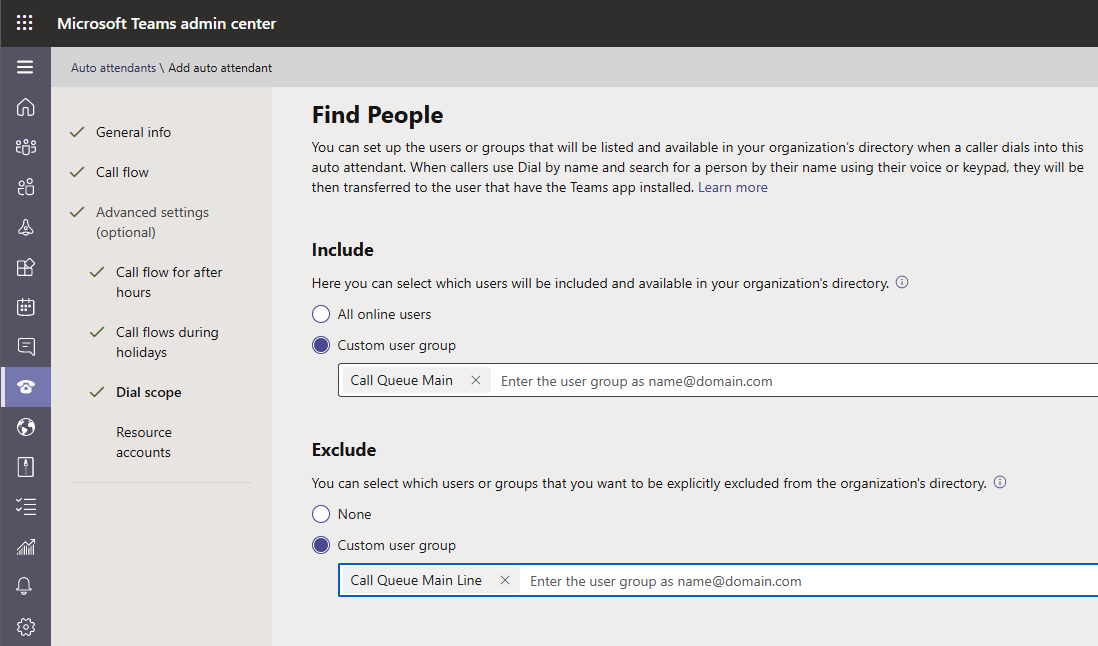 Microsoft Teams admin center
Auto attendants \ Add auto attendant
General info
Call flow
Advanced settings
(optional)
Call flow for after
hours
Call flows during
holidays
Dial scope
Resource
accounts
Find People
You can set up the users or groups that will be listed and available in your organization's directory when a caller dials into this
auto attendant. When callers use Dial by name and search for a person by their name using their voice or keypad, they will be
then transferred to the user that have the Teams app installed. Learn more
Include
Here you can select which users will be included and available in your organization's directory.
All online users
Custom user group
Call Queue Main Enter the user group as name@domain.com
Exclude
You can select which users or groups that you want to be explicitly excluded from the organization's directory.
None
Custom user group
Call Queue Main Line Enter the user group as name@domain.com